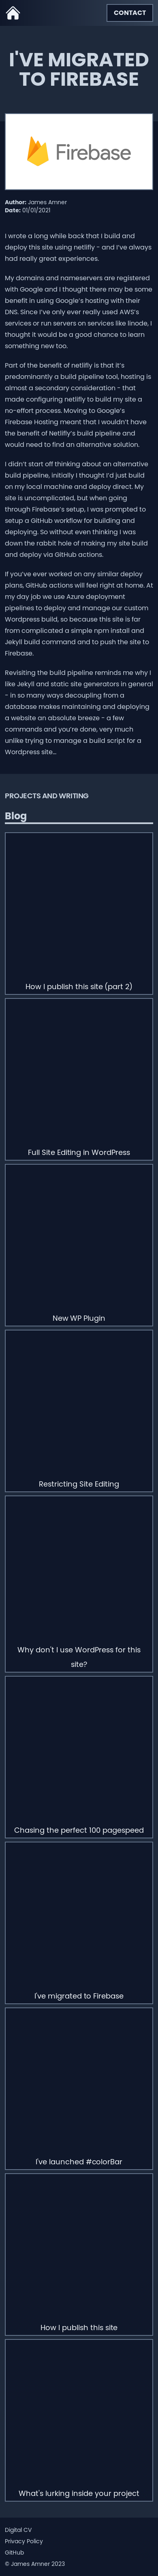 CONTACT
I'VE MIGRATED
TO FIREBASE
Firebase
Author: James Amner
Date: 01/01/2021
I wrote a long while back that I build and
deploy this site using netlify - and I've always
had really great experiences.
My domains and nameservers are registered
with Google and I thought there may be some
benefit in using Google's hosting with their
DNS. Since I've only ever really used AWS's
services or run servers on services like linode, I
thought it would be a good chance to learn
something new too.
Part of the benefit of netlify is that it's
predominantly a build pipeline tool, hosting is
almost a secondary consideration - that
made configuring netlify to build my site a
no-effort process. Moving to Google's
Firebase Hosting meant that I wouldn't have
the benefit of Netlify's build pipeline and
would need to find an alternative solution.
I didn't start off thinking about an alternative
build pipeline, initially I thought I'd just build
on my local machine and deploy direct. My
site is uncomplicated, but when going
through Firebase's setup, I was prompted to
setup a GitHub workflow for building and
deploying. So without even thinking I was
down the rabbit hole of making my site build
and deploy via GitHub actions.
If you've ever worked on any similar deploy
plans, GitHub actions will feel right at home. At
my day job we use Azure deployment
pipelines to deploy and manage our custom
Wordpress build, so because this site is far
from complicated a simple npm install and
Jekyll build command and to push the site to
Firebase.
Revisiting the build pipeline reminds me why I
like Jekyll and static site generators in general
- in so many ways decoupling from a
database makes maintaining and deploying
a website an absolute breeze - a few
commands and you're done, very much
unlike trying to manage a build script for a
Wordpress site...
PROJECTS AND WRITING
Blog
How I publish this site (part 2)
Full Site Editing in WordPress
New WP Plugin
Restricting Site Editing
Why don't I use WordPress for this
site?
Chasing the perfect 100 pagespeed
I've migrated to Firebase
I've launched #colorBar
How I publish this site
What's lurking inside your project
Digital CV
Privacy Policy
GitHub
© James Amner 2023